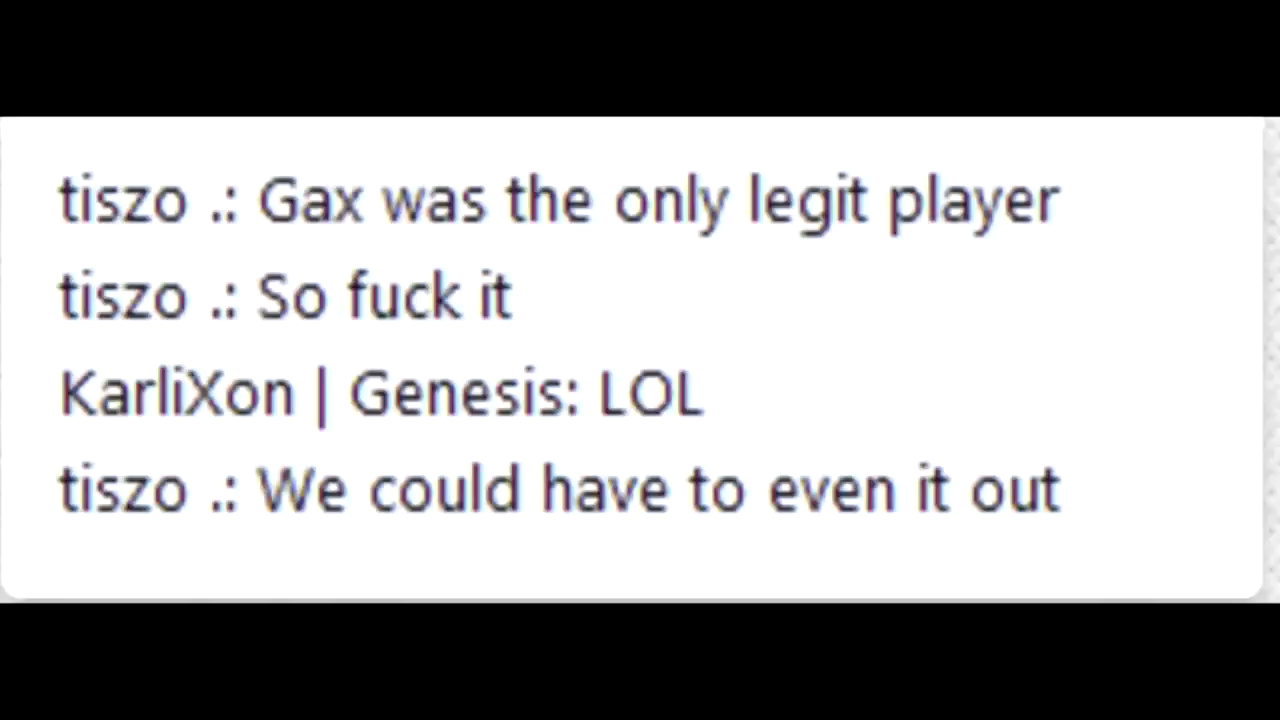 tiszo .: Gax was the only legit player
tiszo .: So fuck it
KarliXon | Genesis: LOL
tiszo .: We could have to even it out